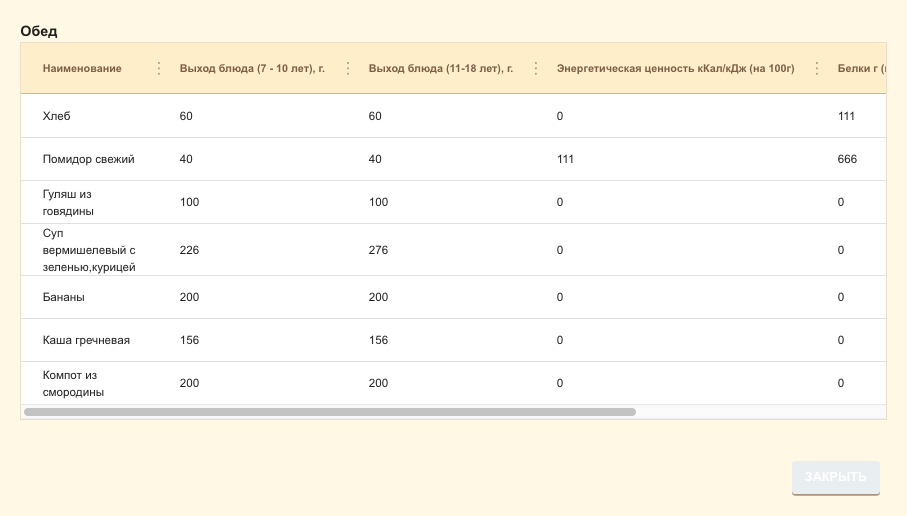 Обед
Наименование Выход блюда (7 - 10 лет), г. Выход блюда (11-18 лет), г. Энергетическая ценность кКал/кДж (на 100г) Белки г (
Хлеб 60 60 0 111
Помидор свежий 40 40 111 666
Гуляш из
говядины 100 100 0 0
Суп
вермишелевый с 226 276 0 0
зеленью,курицей
Бананы 200 200 0 0
Каша гречневая 156 156 0 0
Компот из
смородины 200 200 0 0
ЗАКРЫТЬ